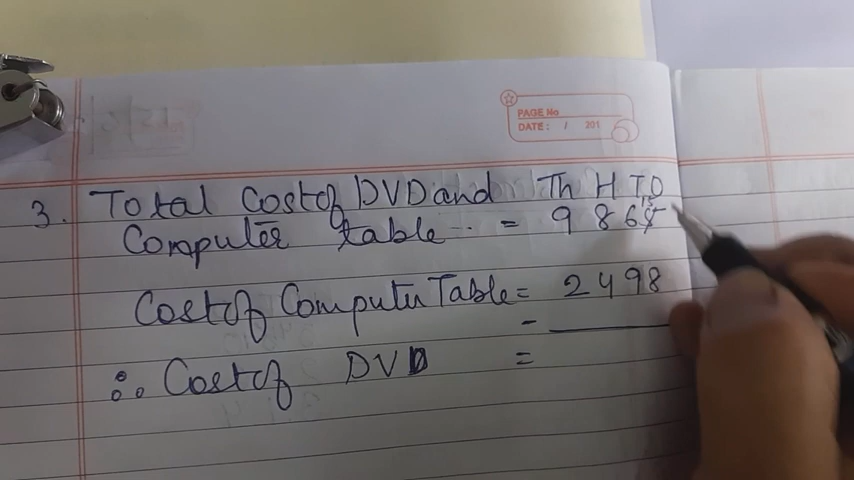 PAGE No
DATE: / 201
3. Total Cost of DVD and Th H T O
15
Computer table .. = 9 8 6 5
Cost of Computer Table = 2 4 9 8
-
∴ Cost of DVD =